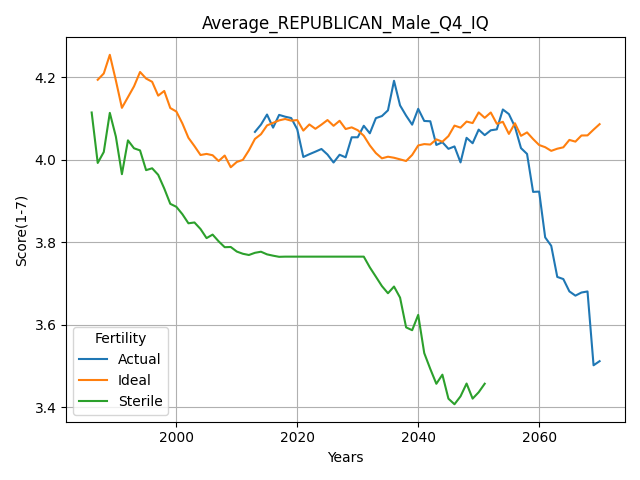 Average_REPUBLICAN_Male_Q4_IQ
Score(1-7)
4.2
4.0
3.8
3.6
3.4
Fertility
Actual
Ideal
Sterile
2000
2020
2040
2060
Years